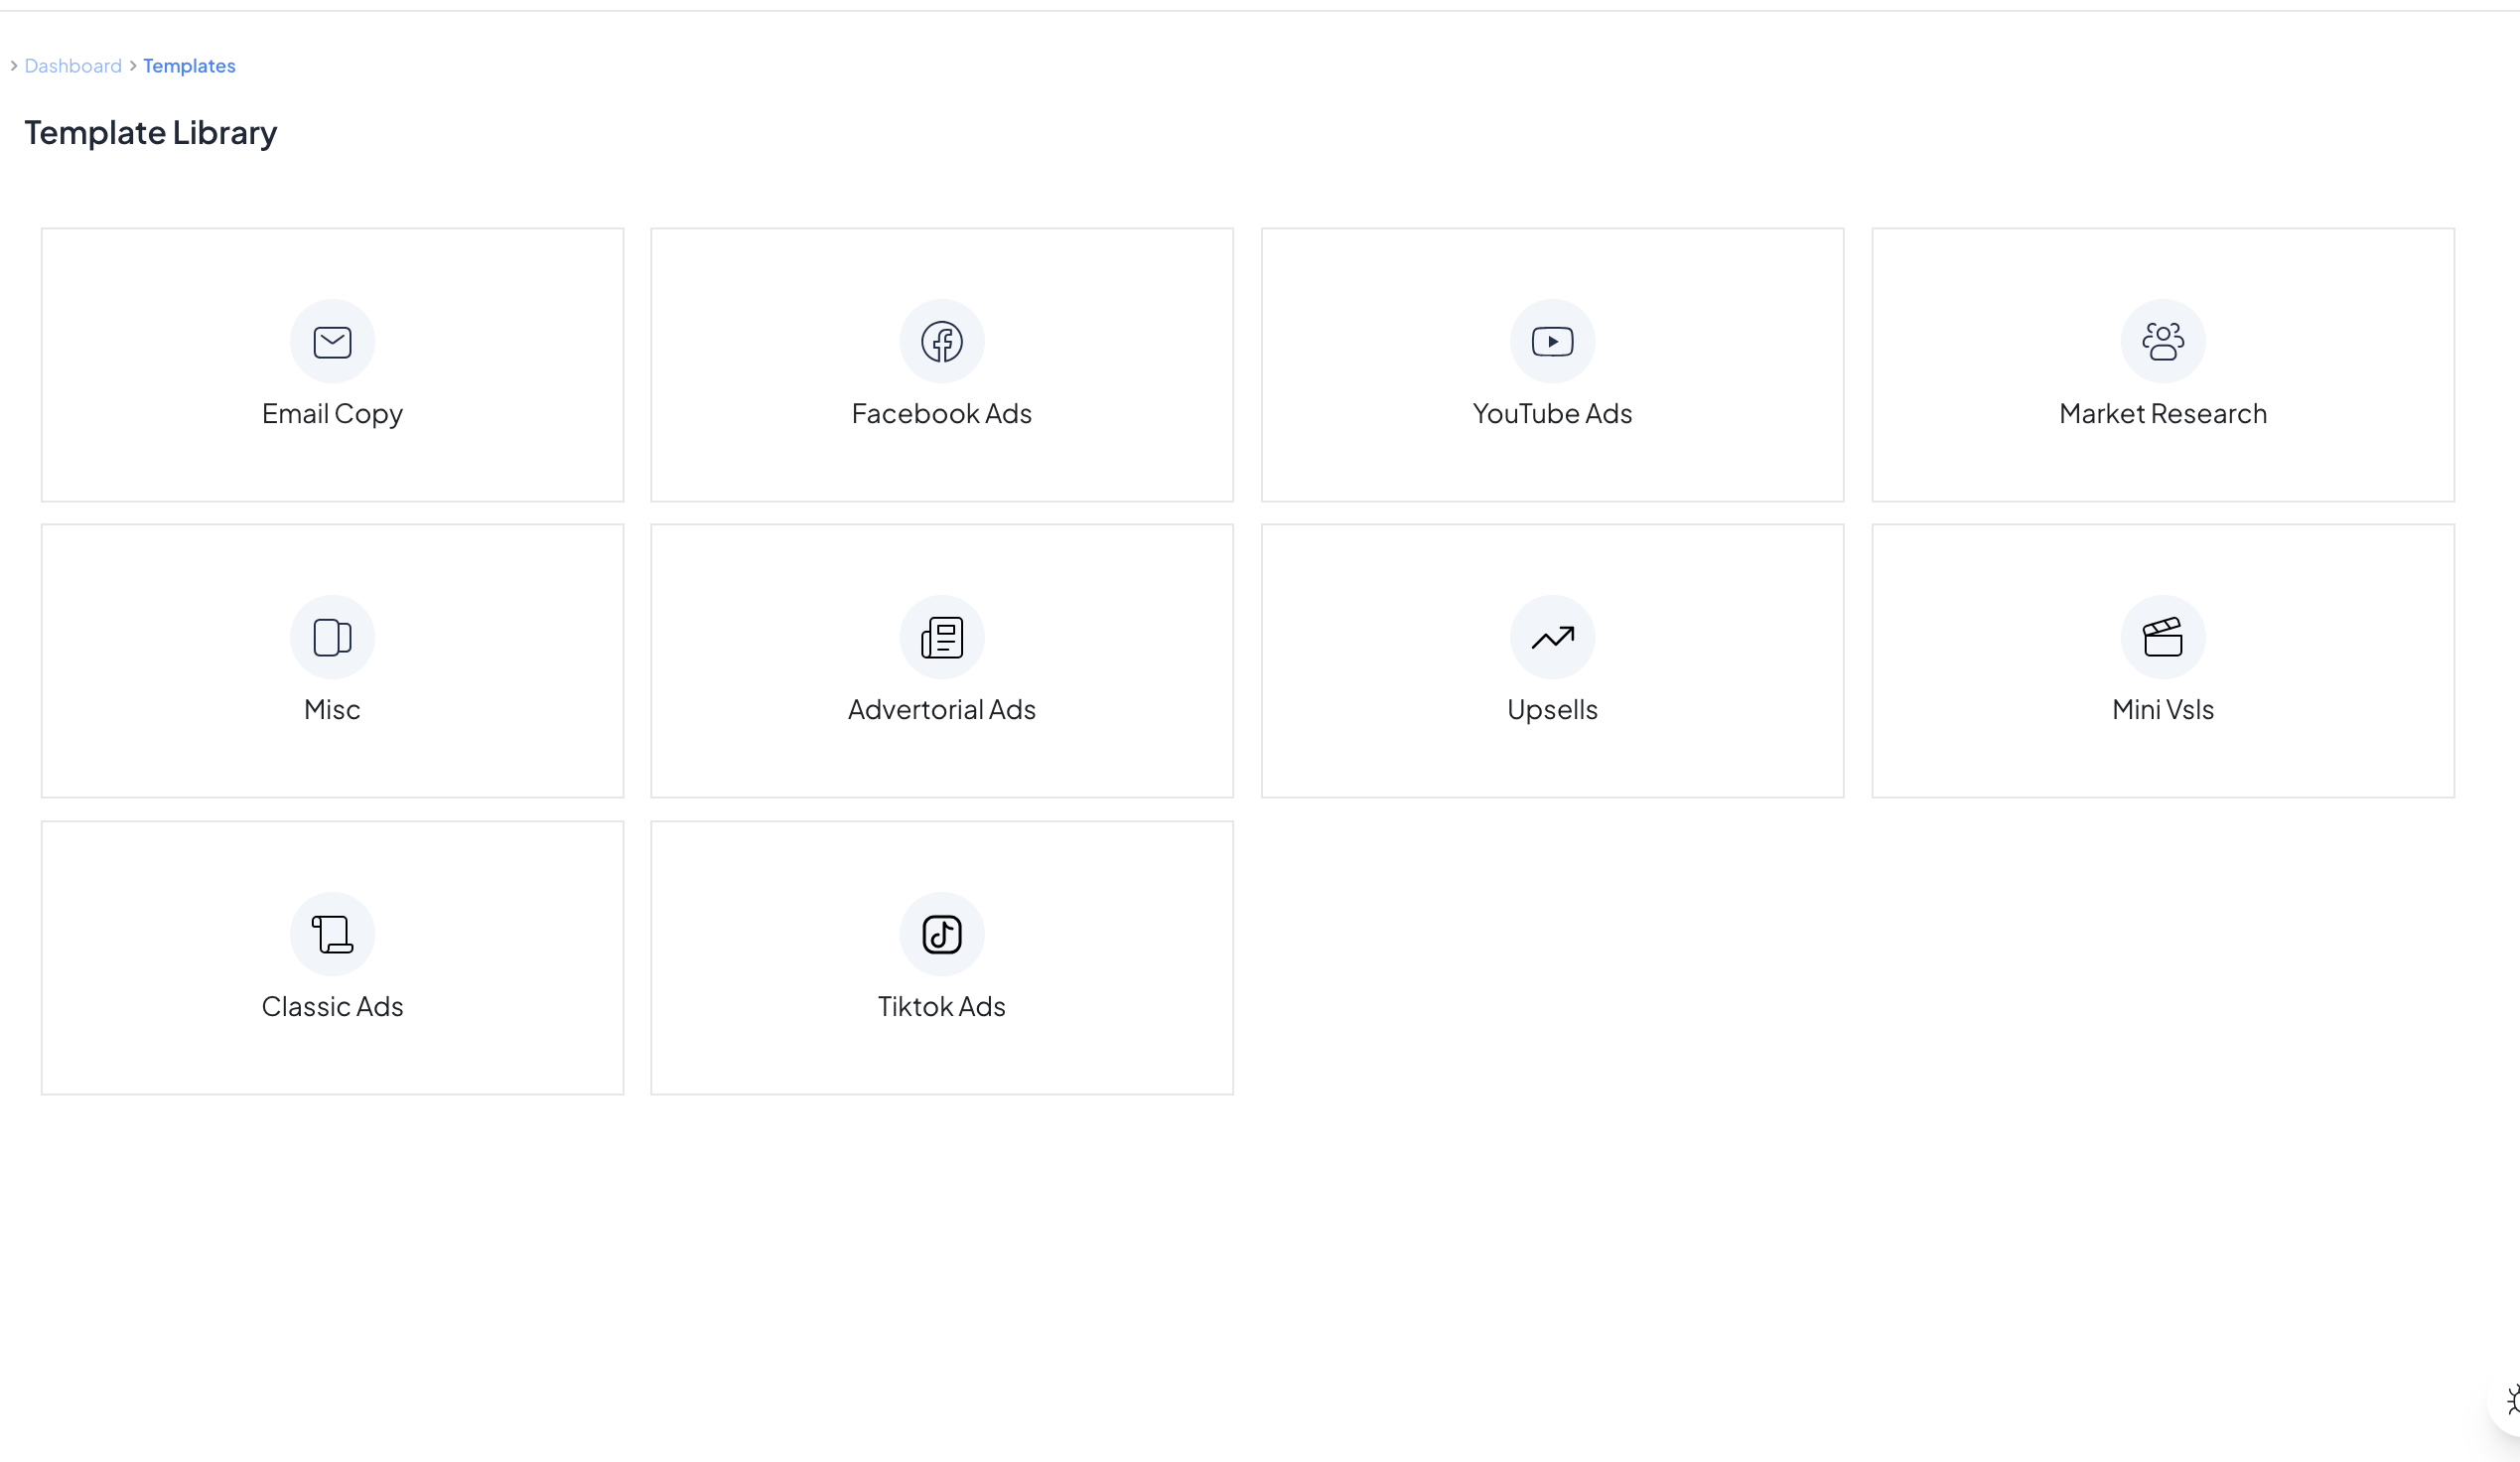 Dashboard > Templates
Template Library
Email Copy
Facebook Ads
YouTube Ads
Market Research
Misc
Advertorial Ads
Upsells
Mini Vsls
Classic Ads
Tiktok Ads